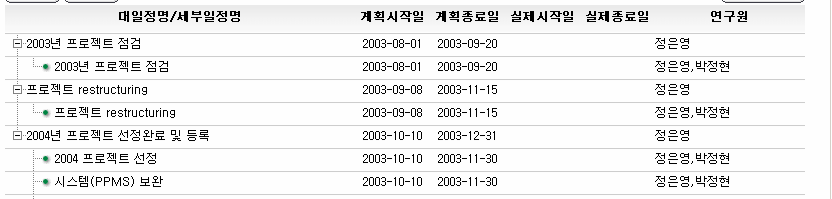 대일정명/세부일정명 계획시작일 계획종료일 실제시작일 실제종료일 연구원
2003년 프로젝트 점검 2003-08-01 2003-09-20 정은영
2003년 프로젝트 점검 2003-08-01 2003-09-20 정은영,박정현
프로젝트 restructuring 2003-09-08 2003-11-15 정은영
프로젝트 restructuring 2003-09-08 2003-11-15 정은영,박정현
2004년 프로젝트 선정완료 및 등록 2003-10-10 2003-12-31 정은영
2004 프로젝트 선정 2003-10-10 2003-11-30 정은영,박정현
시스템(PPMS) 보완 2003-10-10 2003-11-30 정은영,박정현